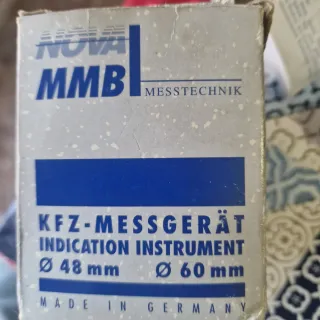 NOVA
MMB MESSTECHNIK
KFZ-MESSGERÄT
INDICATION INSTRUMENT
Ø 48 mm Ø 60 mm
MADE IN GERMANY